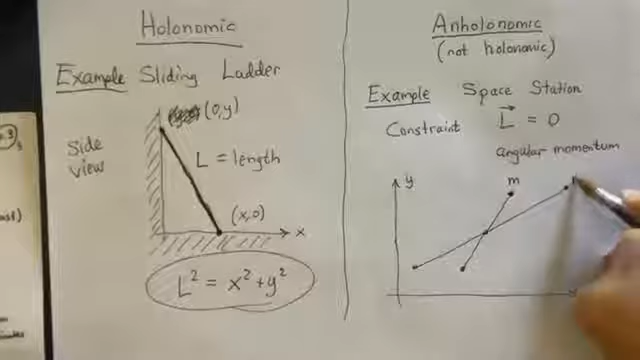 Holonomic
Example Sliding Ladder
side view
(0,y)
L = length
(x,0)
x
L² = x² + y²
Anholonomic
(not holonomic)
Example Space Station
Constraint L⃗ = 0
angular momentum
y
m